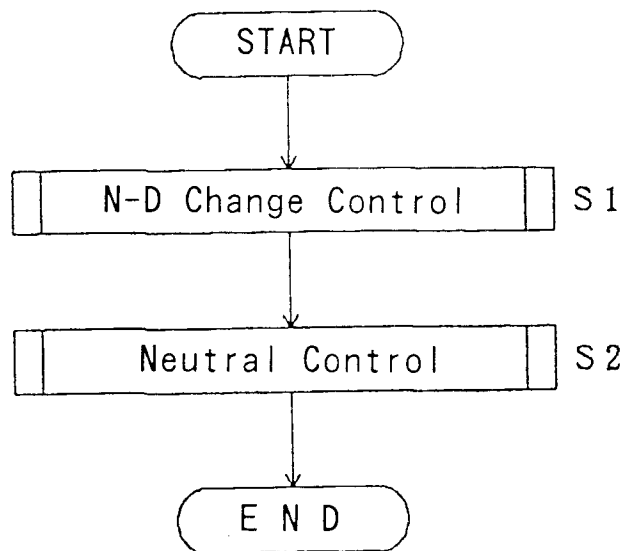 START
N-D Change Control S1
Neutral Control S2
END